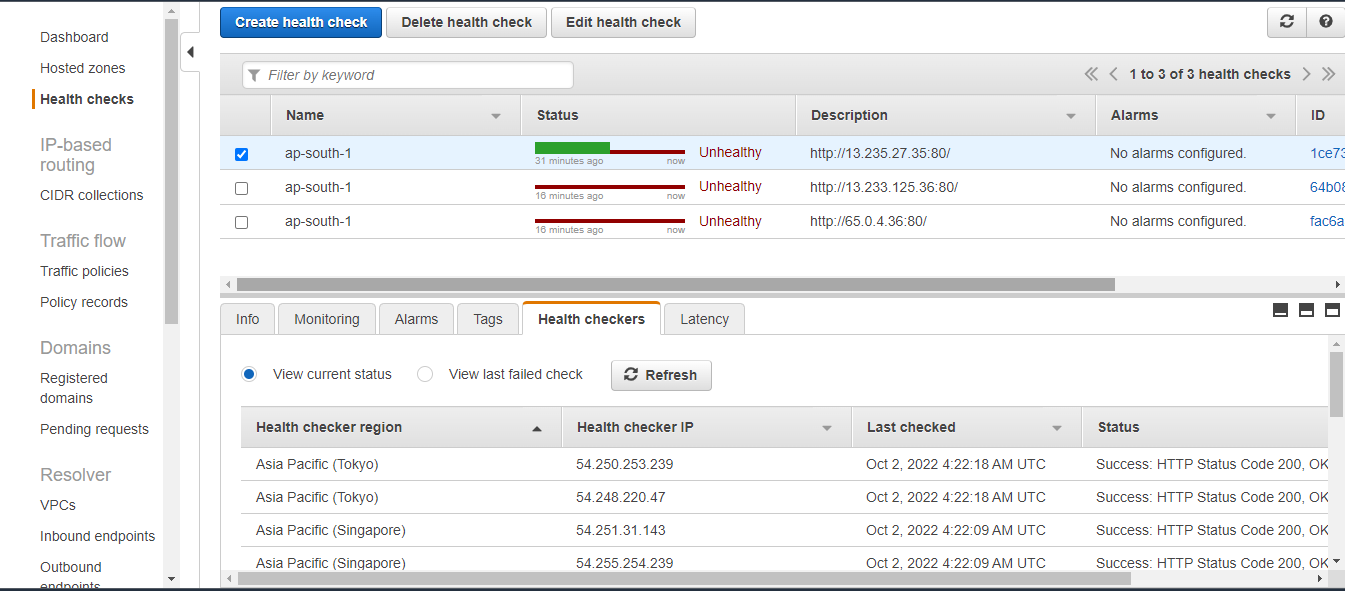 Dashboard
Hosted zones
Health checks
IP-based
routing
CIDR collections
Traffic flow
Traffic policies
Policy records
Domains
Registered
domains
Pending requests
Resolver
VPCs
Inbound endpoints
Outbound
endpoints
Create health check Delete health check Edit health check
Filter by keyword 1 to 3 of 3 health checks
Name Status Description Alarms ID
ap-south-1 31 minutes ago now Unhealthy http://13.235.27.35:80/ No alarms configured. 1ce73
ap-south-1 16 minutes ago now Unhealthy http://13.233.125.36:80/ No alarms configured. 64b08
ap-south-1 16 minutes ago now Unhealthy http://65.0.4.36:80/ No alarms configured. fac6a
Info Monitoring Alarms Tags Health checkers Latency
View current status View last failed check Refresh
Health checker region Health checker IP Last checked Status
Asia Pacific (Tokyo) 54.250.253.239 Oct 2, 2022 4:22:18 AM UTC Success: HTTP Status Code 200, OK
Asia Pacific (Tokyo) 54.248.220.47 Oct 2, 2022 4:22:18 AM UTC Success: HTTP Status Code 200, OK
Asia Pacific (Singapore) 54.251.31.143 Oct 2, 2022 4:22:09 AM UTC Success: HTTP Status Code 200, OK
Asia Pacific (Singapore) 54.255.254.239 Oct 2, 2022 4:22:09 AM UTC Success: HTTP Status Code 200, OK